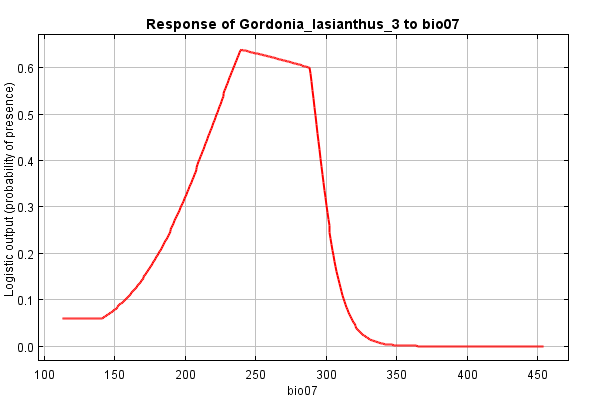 Response of Gordonia_lasianthus_3 to bio07
Logistic output (probability of presence)
0.6
0.5
0.4
0.3
0.2
0.1
0.0
100 150 200 250 300 350 400 450
bio07